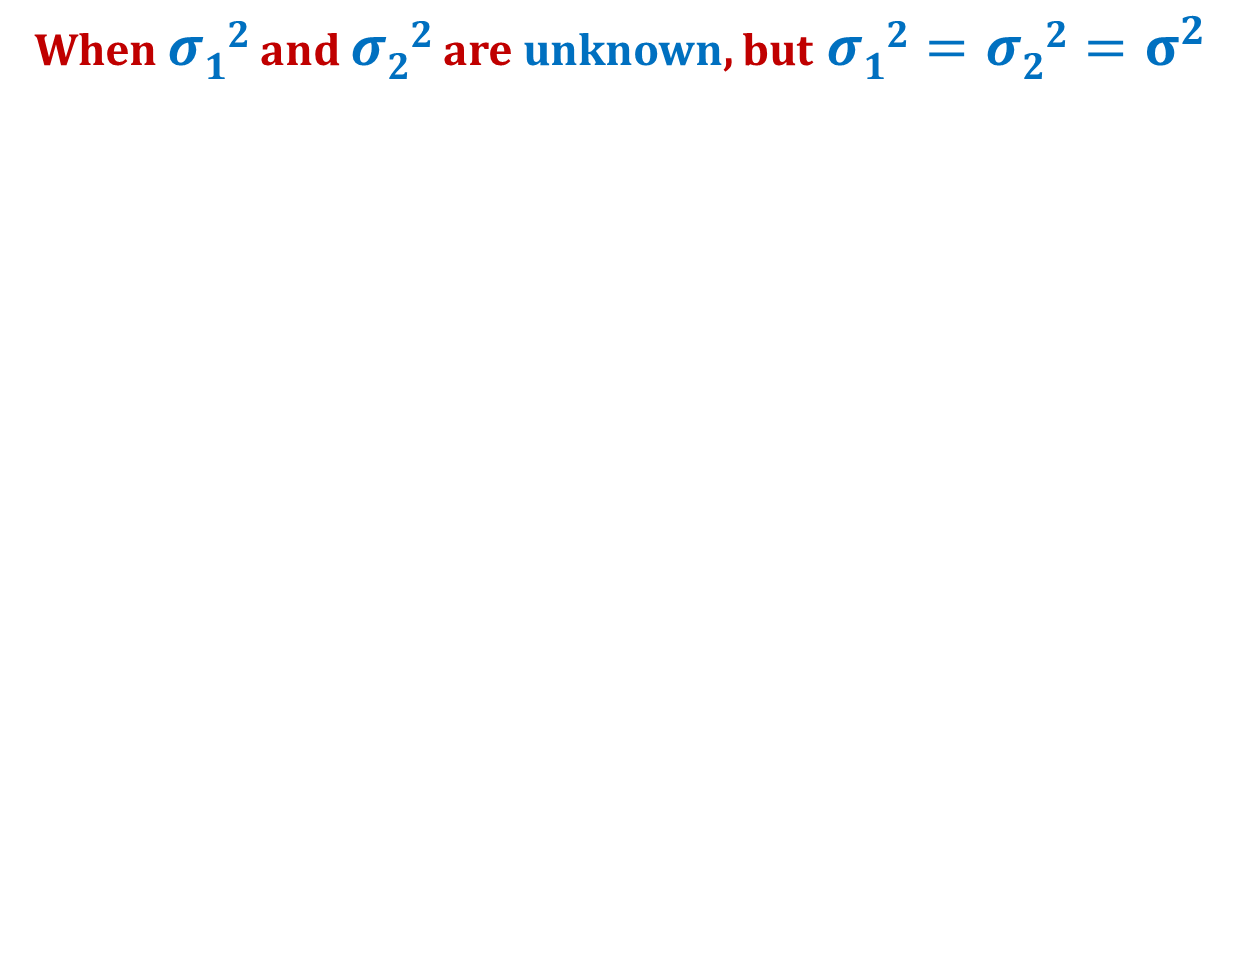 When σ₁² and σ₂² are unknown, but σ₁² = σ₂² = σ²